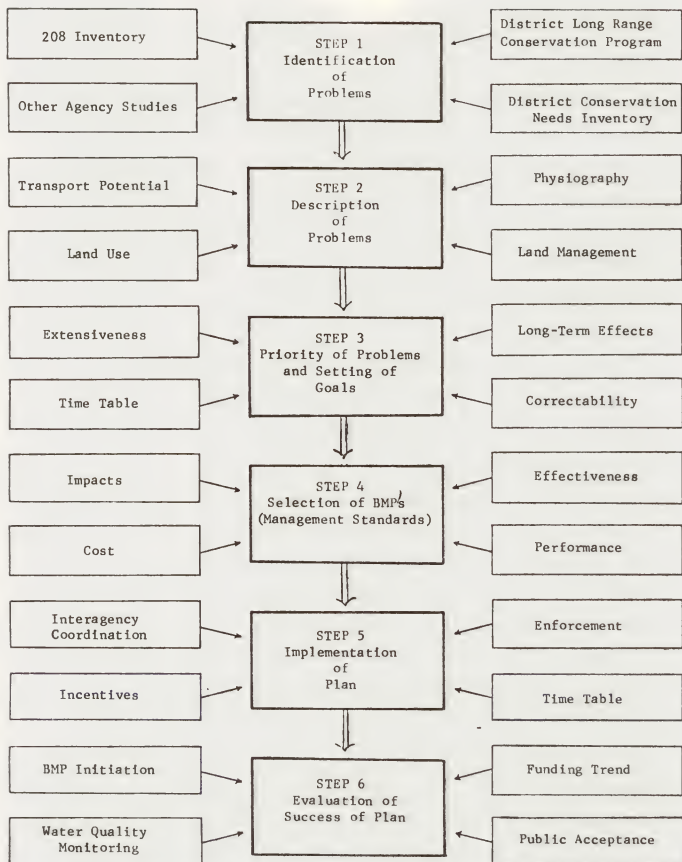 208 Inventory
Other Agency Studies
STEP 1
Identification
of
Problems
District Long Range
Conservation Program
District Conservation
Needs Inventory
Transport Potential
Land Use
STEP 2
Description
of
Problems
Physiography
Land Management
Extensiveness
Time Table
STEP 3
Priority of Problems
and Setting of
Goals
Long-Term Effects
Correctability
Impacts
Cost
STEP 4
Selection of BMP's
(Management Standards)
Effectiveness
Performance
Interagency
Coordination
Incentives
STEP 5
Implementation
of
Plan
Enforcement
Time Table
BMP Initiation
Water Quality
Monitoring
STEP 6
Evaluation of
Success of Plan
Funding Trend
Public Acceptance